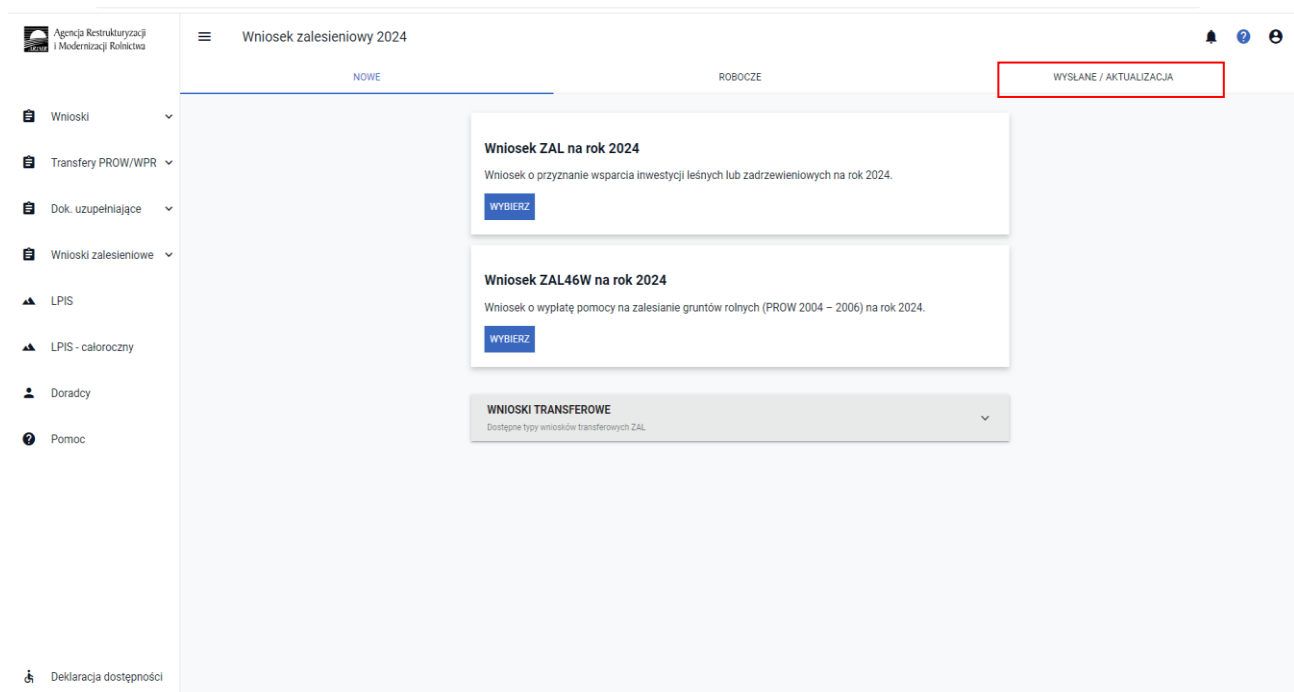 Agencja Restrukturyzacji
i Modernizacji Rolnictwa
Wniosek zalesieniowy 2024
NOWE
ROBOCZE
WYSŁANE / AKTUALIZACJA
Wnioski
Transfery PROW/WPR
Dok. uzupełniające
Wnioski zalesieniowe
LPIS
LPIS - całoroczny
Doradcy
Pomoc
Deklaracja dostępności
Wniosek ZAL na rok 2024
Wniosek o przyznanie wsparcia inwestycji leśnych lub zadrzewieniowych na rok 2024.
WYBIERZ
Wniosek ZAL46W na rok 2024
Wniosek o wypłatę pomocy na zalesianie gruntów rolnych (PROW 2004 – 2006) na rok 2024.
WYBIERZ
WNIOSKI TRANSFEROWE
Dostępne typy wniosków transferowych ZAL